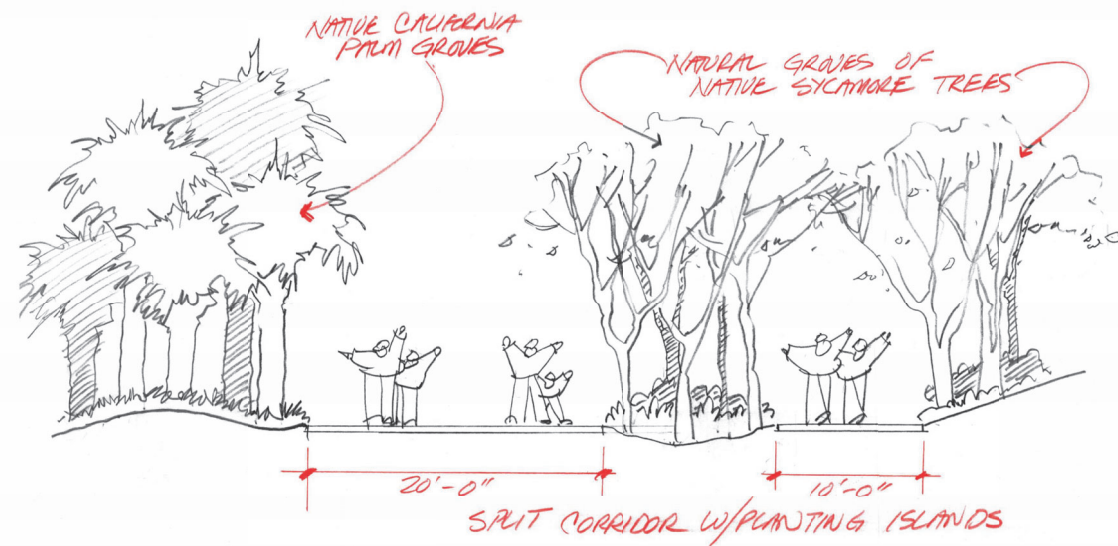 NATIVE CALIFORNIA
PALM GROVES
NATURAL GROVES OF
NATIVE SYCAMORE TREES
20'-0"
10'-0"
SPLIT CORRIDOR W/PLANTING ISLANDS